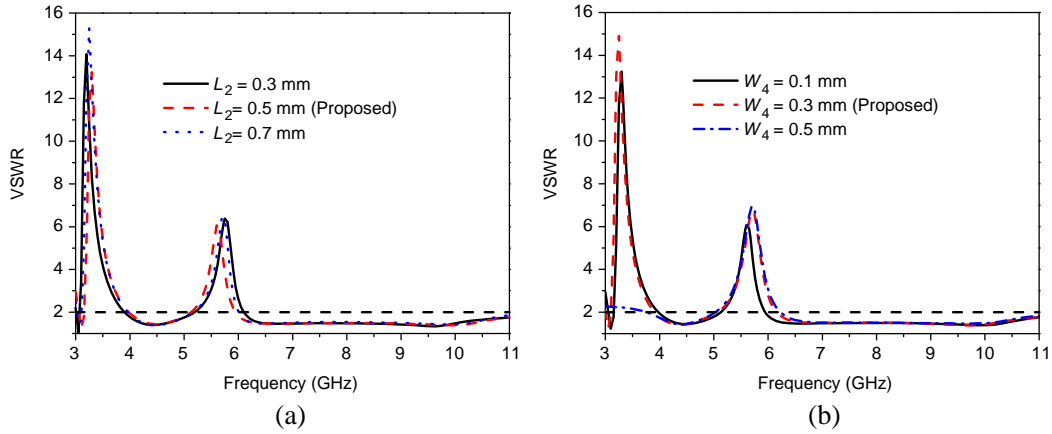 16
14
12
10
8
6
4
2
VSWR
L2 = 0.3 mm
L2= 0.5 mm (Proposed)
L2= 0.7 mm
3 4 5 6 7 8 9 10 11
Frequency (GHz)
(a)
16
14
12
10
8
6
4
2
VSWR
W4 = 0.1 mm
W4 = 0.3 mm (Proposed)
W4 = 0.5 mm
3 4 5 6 7 8 9 10 11
Frequency (GHz)
(b)